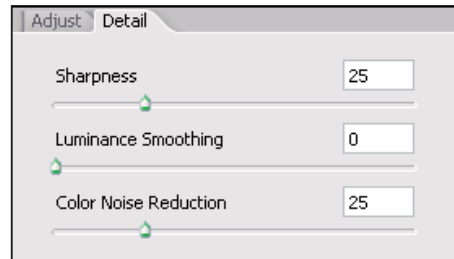 Adjust Detail
Sharpness 25
Luminance Smoothing 0
Color Noise Reduction 25